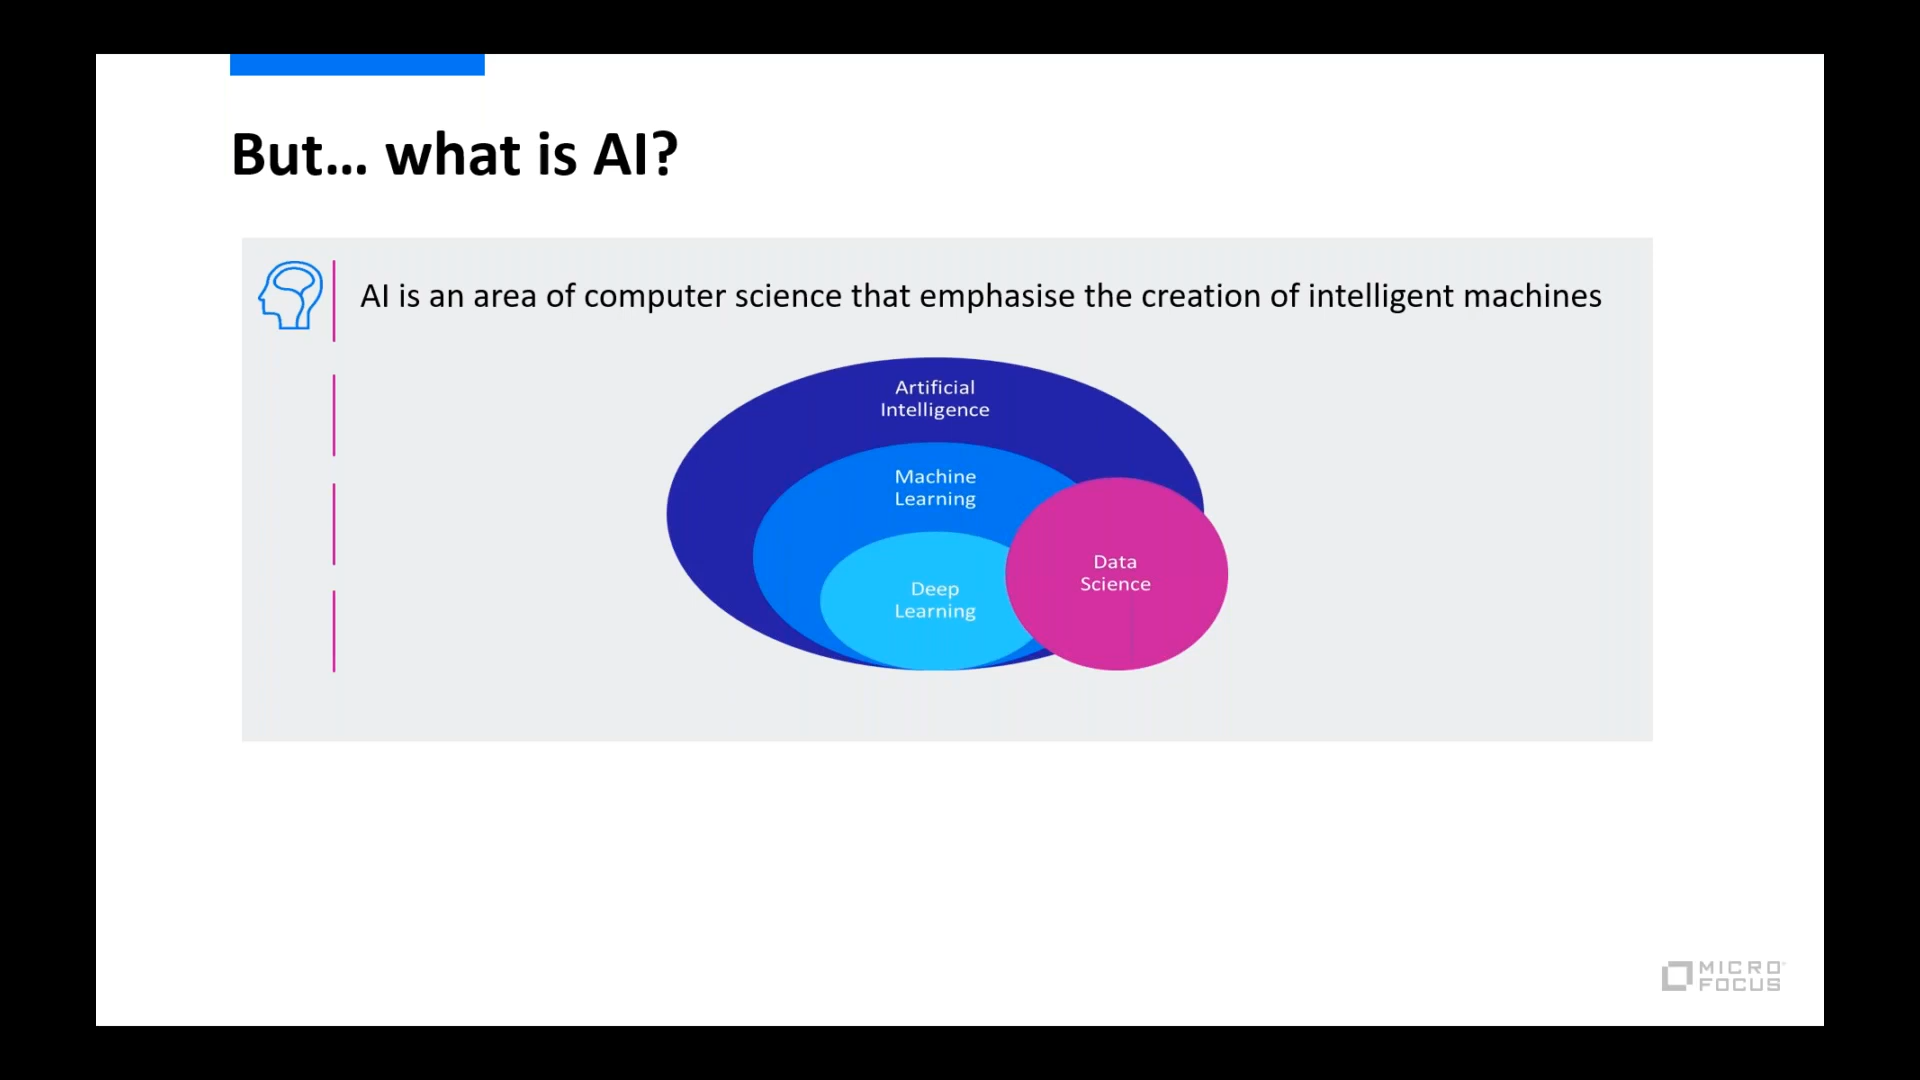 But... what is AI?
AI is an area of computer science that emphasise the creation of intelligent machines
Artificial
Intelligence
Machine
Learning
Deep
Learning
Data
Science
MICRO
FOCUS